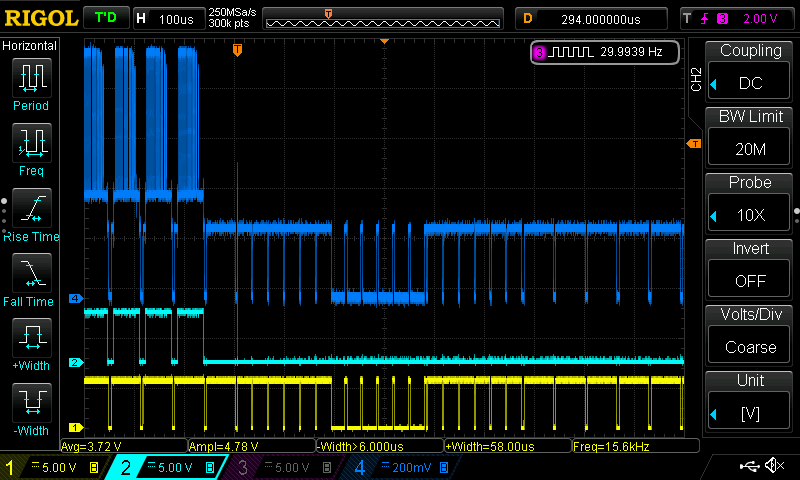 RIGOL T'D H 100us 250MSa/s 300k pts T D 294.000000us T 3 2.00 V
Horizontal
3 29.9939 Hz
Coupling
DC
CH2
Period
BW Limit
20M
T
Freq
Probe
10X
Rise Time
Invert
OFF
Fall Time
4
Volts/Div
Coarse
+Width
2
Unit
[V]
-Width
1
Avg=3.72 V Ampl=4.78 V -Width>6.000us +Width=58.00us Freq=15.6kHz
1 5.00 V B 2 5.00 V B 3 5.00 V B 4 200mV B